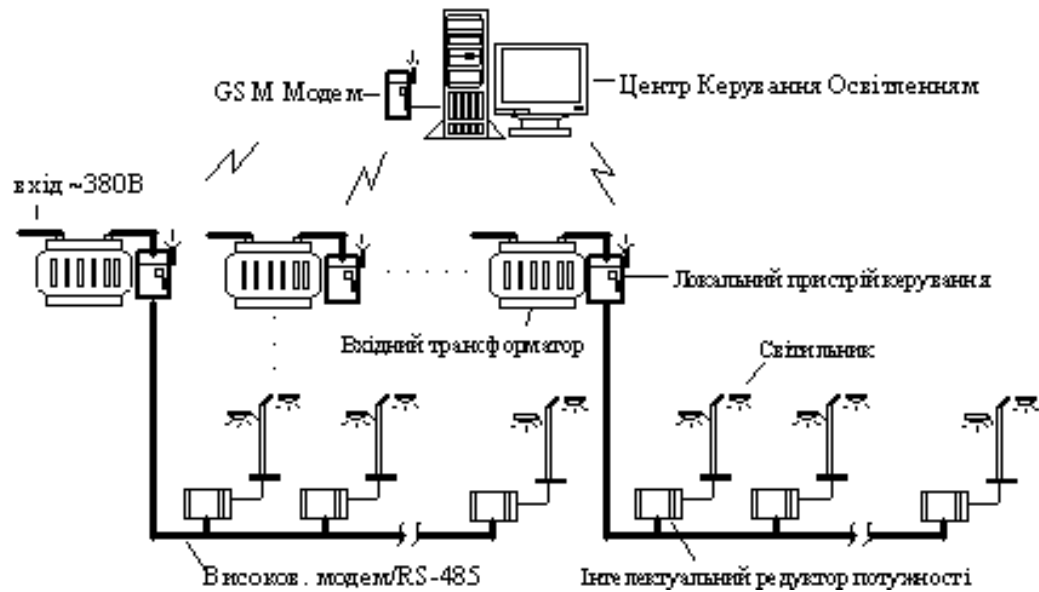 GSM Модем
Центр Керування Освітленням
вхід ~380В
Локальний пристрій керування
Вхідний трансформатор
Світильник
Високов. модем/RS-485
Інтелектуальний редуктор потужності